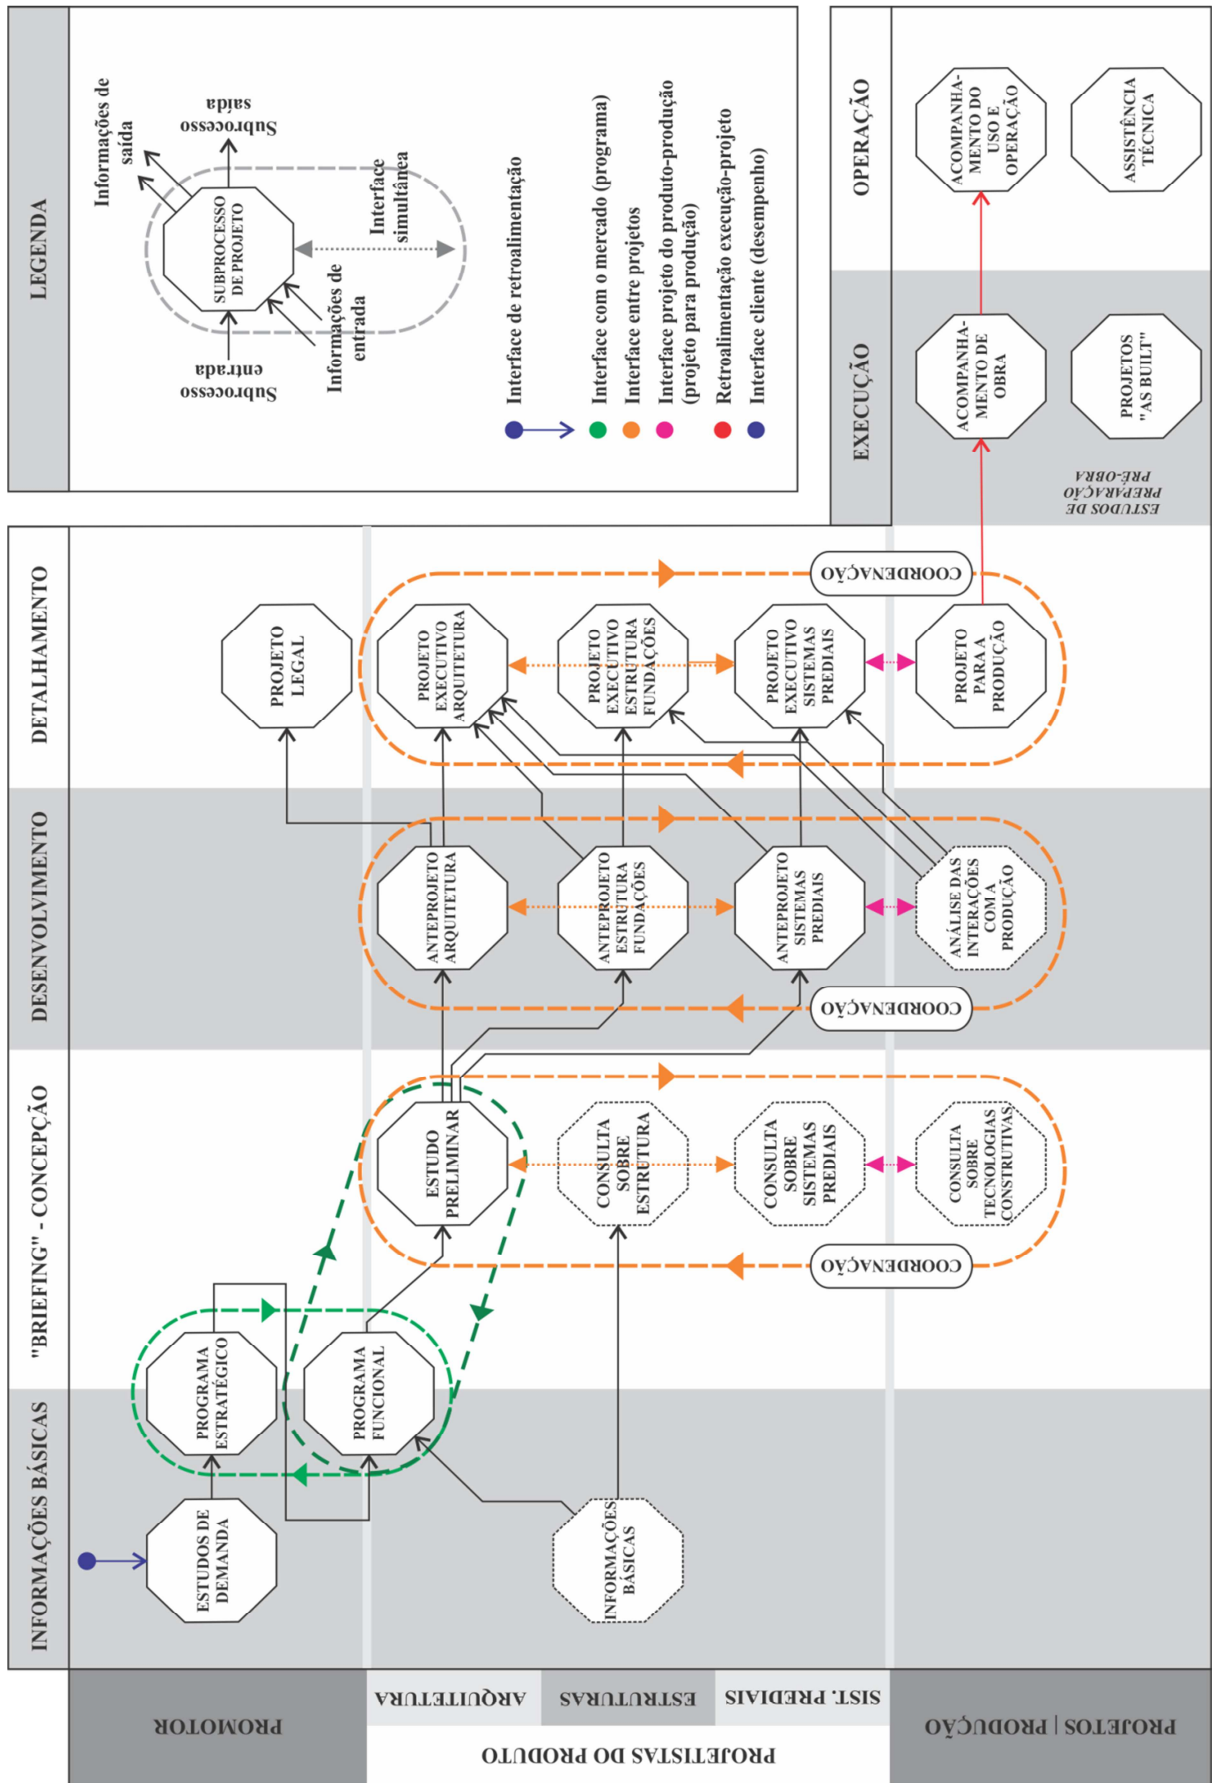 LEGENDA
Informações de
saída
Subprocesso
saída
SUBPROCESSO
DE PROJETO
Interface
simultânea
Subprocesso
entrada
Informações de
entrada
Interface de retroalimentação
Interface com o mercado (programa)
Interface entre projetos
Interface projeto do produto-produção
(projeto para produção)
Retroalimentação execução-projeto
Interface cliente (desempenho)
INFORMAÇÕES BÁSICAS
"BRIEFING" - CONCEPÇÃO
DESENVOLVIMENTO
DETALHAMENTO
EXECUÇÃO
OPERAÇÃO
PROMOTOR
PROJETISTAS DO PRODUTO
ARQUITETURA
ESTRUTURAS
SIST. PREDIAIS
PROJETOS | PRODUÇÃO
ESTUDOS DE
DEMANDA
PROGRAMA
ESTRATÉGICO
PROGRAMA
FUNCIONAL
INFORMAÇÕES
BÁSICAS
ESTUDO
PRELIMINAR
CONSULTA
SOBRE
ESTRUTURA
CONSULTA
SOBRE
SISTEMAS
PREDIAIS
CONSULTA
SOBRE
TECNOLOGIAS
CONSTRUTIVAS
COORDENAÇÃO
ANTEPROJETO
ARQUITETURA
ANTEPROJETO
ESTRUTURA
FUNDAÇÕES
ANTEPROJETO
SISTEMAS
PREDIAIS
ANÁLISE DAS
INTERAÇÕES
COM A
PRODUÇÃO
COORDENAÇÃO
PROJETO
LEGAL
PROJETO
EXECUTIVO
ARQUITETURA
PROJETO
EXECUTIVO
ESTRUTURA
FUNDAÇÕES
PROJETO
EXECUTIVO
SISTEMAS
PREDIAIS
PROJETO
PARA A
PRODUÇÃO
COORDENAÇÃO
ESTUDOS DE
PREPARAÇÃO
PRÉ-OBRA
ACOMPANHA-
MENTO DE
OBRA
PROJETOS
"AS BUILT"
ACOMPANHA-
MENTO DO
USO E
OPERAÇÃO
ASSISTÊNCIA
TÉCNICA